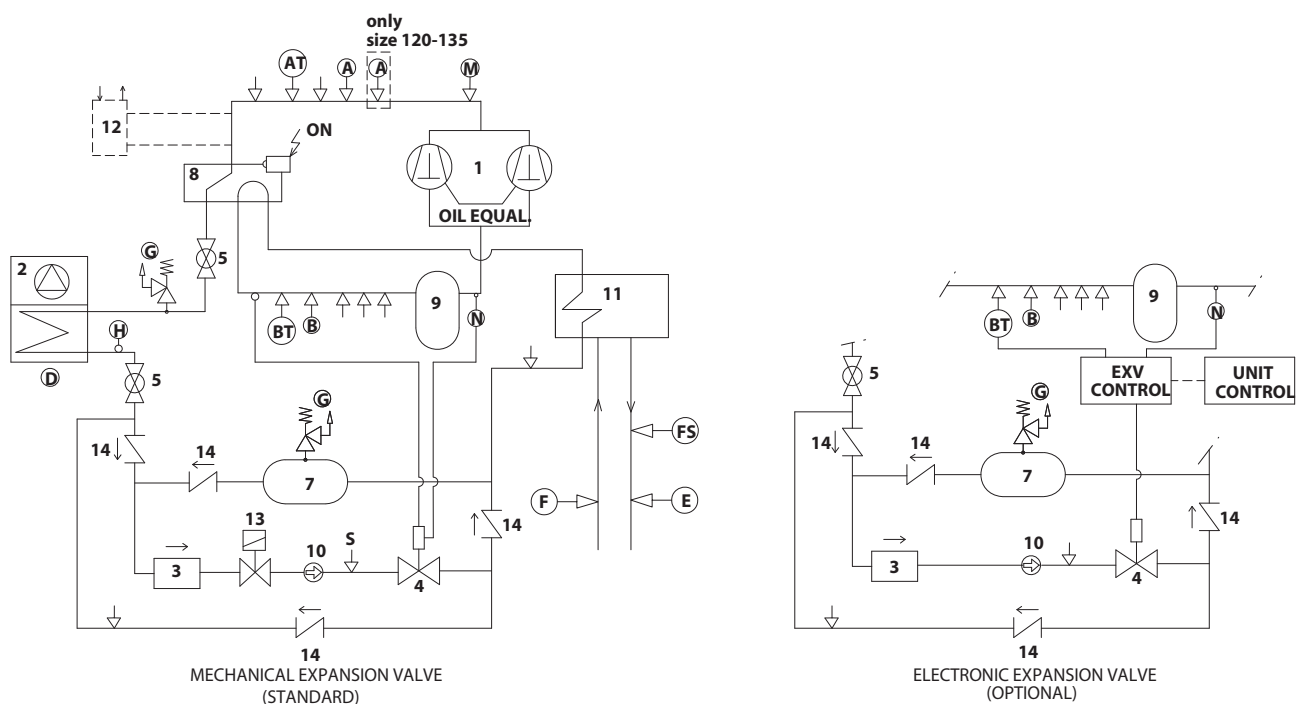 only
size 120-135
AT
A
A
M
12
ON
8
1
OIL EQUAL.
G
5
2
H
D
5
9
BT
B
N
11
G
14
14
7
FS
F
E
14
13
S
10
3
4
14
MECHANICAL EXPANSION VALVE
(STANDARD)
9
BT
B
N
5
EXV
CONTROL
UNIT
CONTROL
G
14
14
7
14
10
3
4
14
ELECTRONIC EXPANSION VALVE
(OPTIONAL)